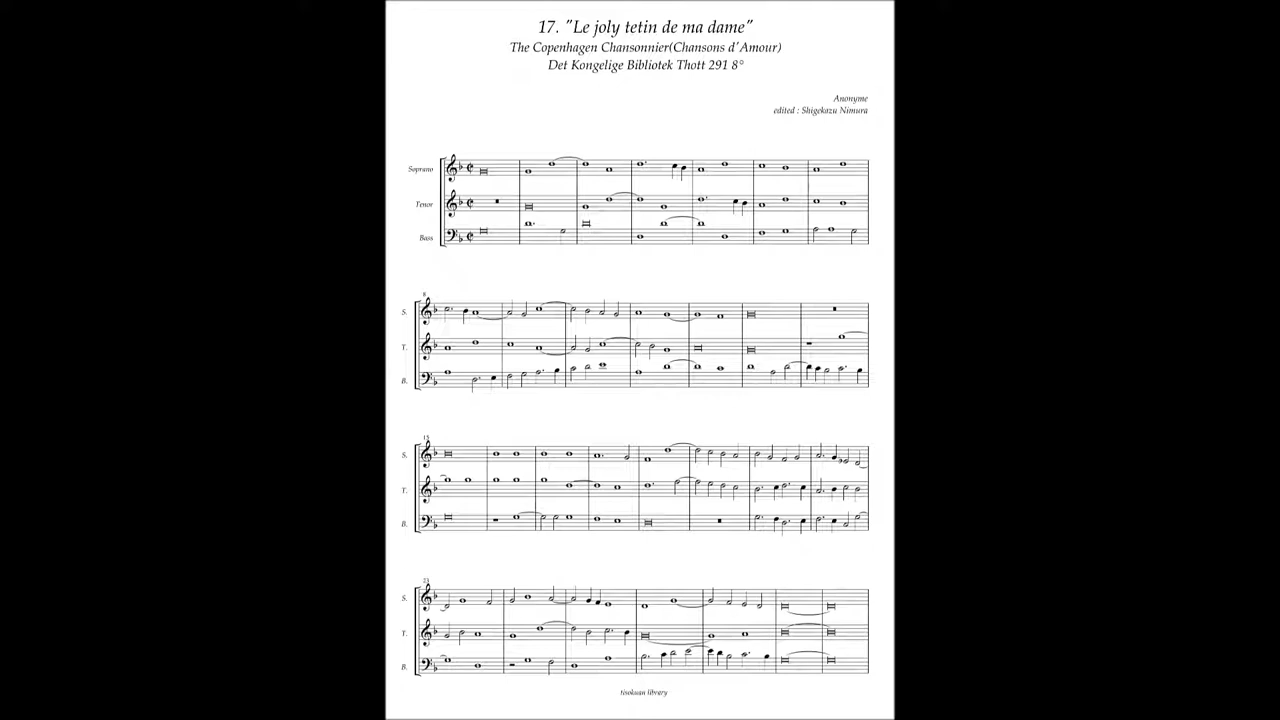 17. "Le joly tetin de ma dame"
The Copenhagen Chansonnier(Chansons d'Amour)
Det Kongelige Bibliotek Thott 291 8°
Anonyme
edited : Shigekazu Nimura
Soprano
Tenor
Bass
8
S.
T.
B.
15
S.
T.
B.
23
S.
T.
B.
tisokuan library